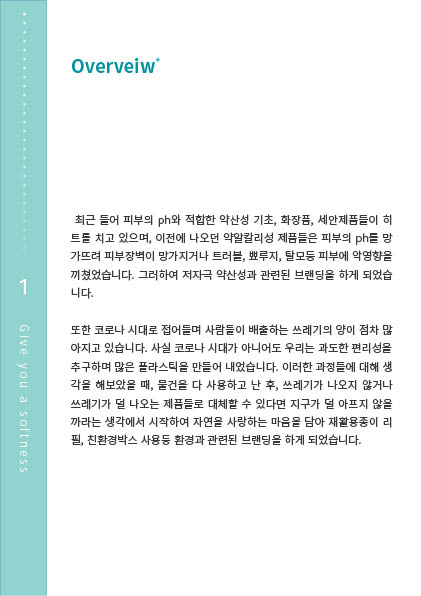 Overveiw
최근 들어 피부의 ph와 적합한 약산성 기초, 화장품, 세안제품들이 히
트를 치고 있으며, 이전에 나오던 약알칼리성 제품들은 피부의 ph를 망
가뜨려 피부장벽이 망가지거나 트러블, 뾰루지, 탈모등 피부에 악영향을
끼쳤었습니다. 그러하여 저자극 약산성과 관련된 브랜딩을 하게 되었습
니다.
또한 코로나 시대로 접어들며 사람들이 배출하는 쓰레기의 양이 점차 많
아지고 있습니다. 사실 코로나 시대가 아니어도 우리는 과도한 편리성을
추구하며 많은 플라스틱을 만들어 내었습니다. 이러한 과정들에 대해 생
각을 해보았을 때, 물건을 다 사용하고 난 후, 쓰레기가 나오지 않거나
쓰레기가 덜 나오는 제품들로 대체할 수 있다면 지구가 덜 아프지 않을
까라는 생각에서 시작하여 자연을 사랑하는 마음을 담아 재활용종이 리
필, 친환경박스 사용등 환경과 관련된 브랜딩을 하게 되었습니다.
1
Give you a softness